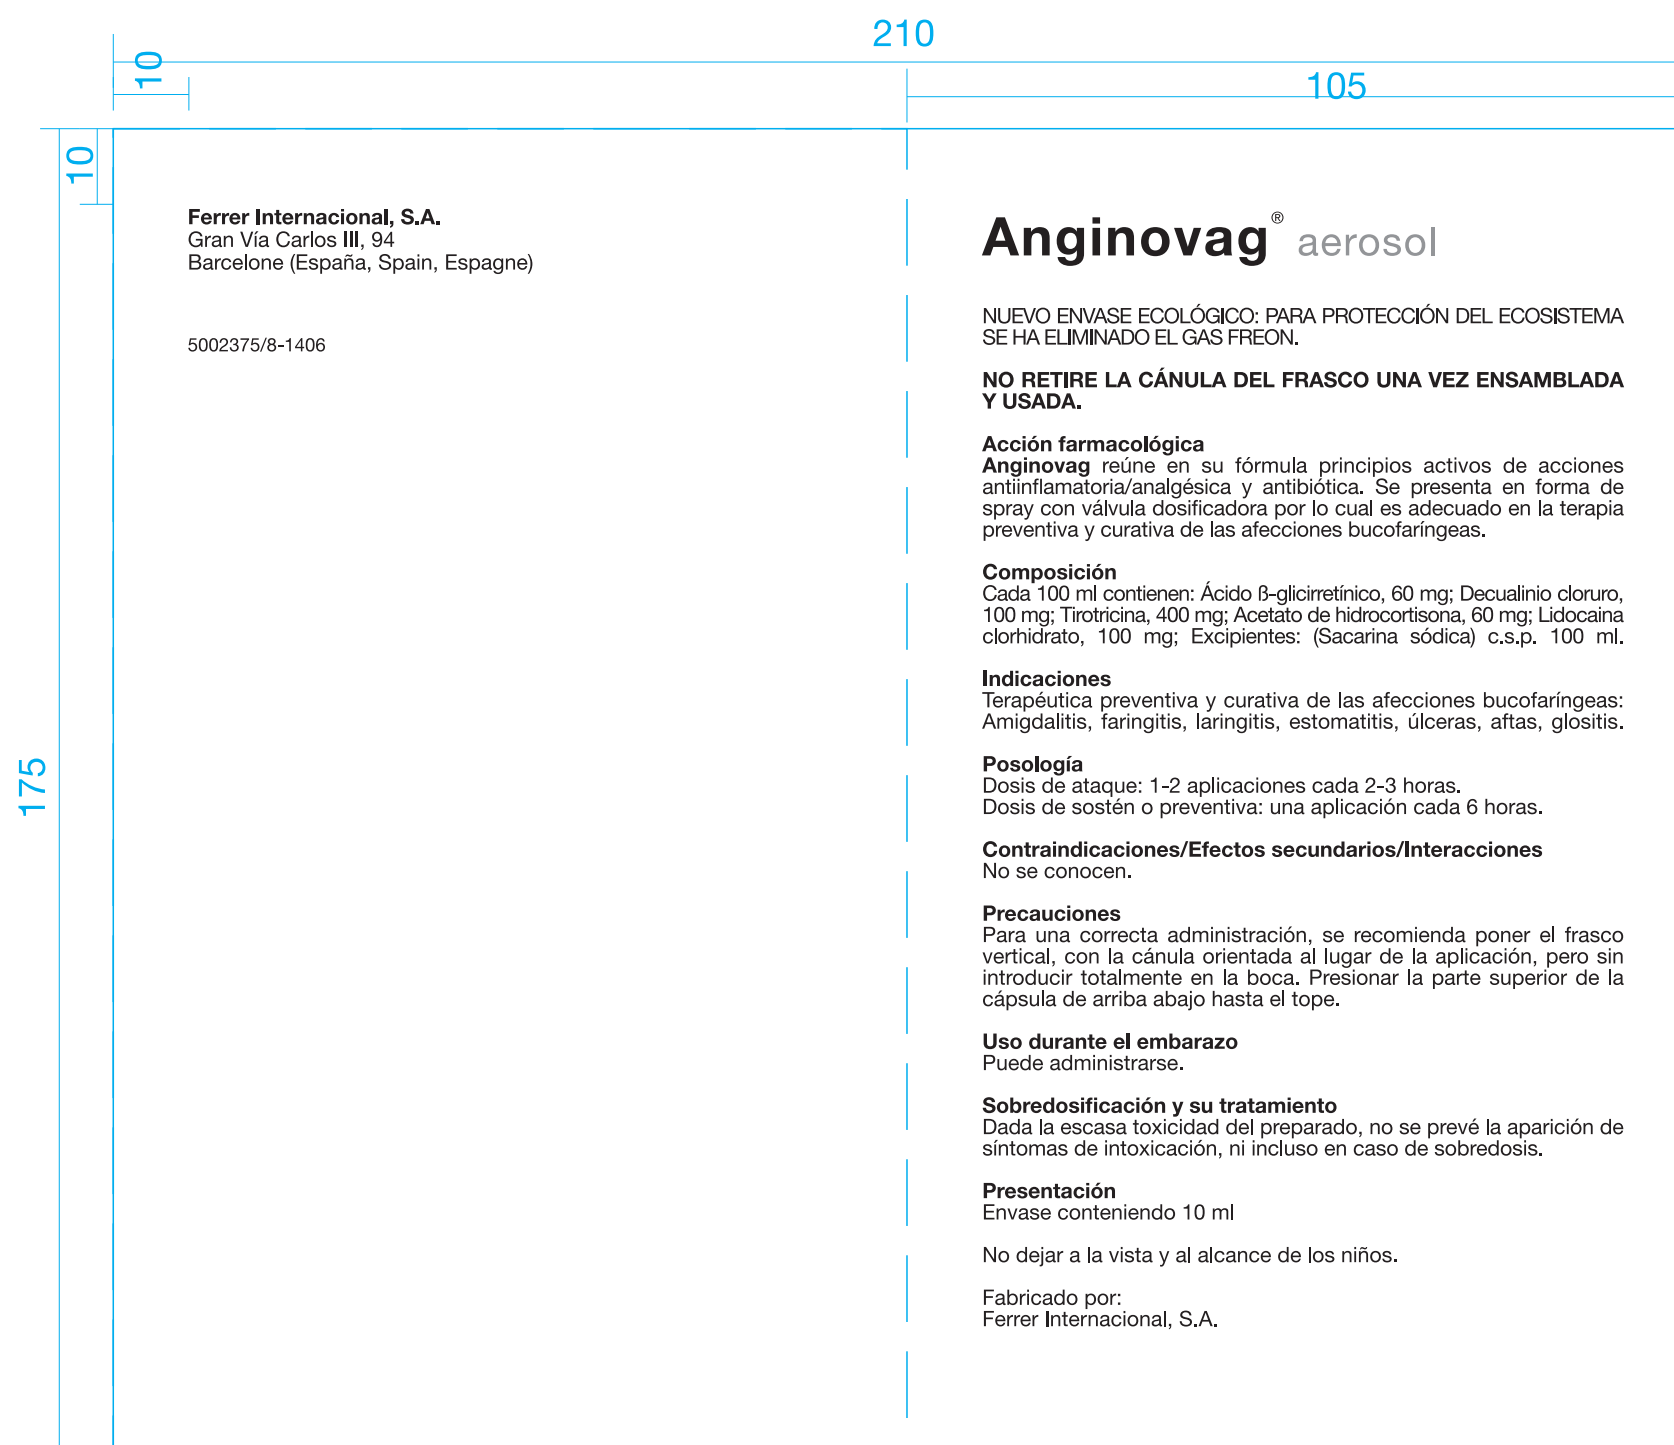 210
10
105
10
175
Ferrer Internacional, S.A.
Gran Vía Carlos III, 94
Barcelone (España, Spain, Espagne)
5002375/8-1406
Anginovag® aerosol
NUEVO ENVASE ECOLÓGICO: PARA PROTECCIÓN DEL ECOSISTEMA
SE HA ELIMINADO EL GAS FREON.
NO RETIRE LA CÁNULA DEL FRASCO UNA VEZ ENSAMBLADA
Y USADA.
Acción farmacológica
Anginovag reúne en su fórmula principios activos de acciones
antiinflamatoria/analgésica y antibiótica. Se presenta en forma de
spray con válvula dosificadora por lo cual es adecuado en la terapia
preventiva y curativa de las afecciones bucofaríngeas.
Composición
Cada 100 ml contienen: Ácido ß-glicirretínico, 60 mg; Decualinio cloruro,
100 mg; Tirotricina, 400 mg; Acetato de hidrocortisona, 60 mg; Lidocaina
clorhidrato, 100 mg; Excipientes: (Sacarina sódica) c.s.p. 100 ml.
Indicaciones
Terapéutica preventiva y curativa de las afecciones bucofaríngeas:
Amigdalitis, faringitis, laringitis, estomatitis, úlceras, aftas, glositis.
Posología
Dosis de ataque: 1-2 aplicaciones cada 2-3 horas.
Dosis de sostén o preventiva: una aplicación cada 6 horas.
Contraindicaciones/Efectos secundarios/Interacciones
No se conocen.
Precauciones
Para una correcta administración, se recomienda poner el frasco
vertical, con la cánula orientada al lugar de la aplicación, pero sin
introducir totalmente en la boca. Presionar la parte superior de la
cápsula de arriba abajo hasta el tope.
Uso durante el embarazo
Puede administrarse.
Sobredosificación y su tratamiento
Dada la escasa toxicidad del preparado, no se prevé la aparición de
síntomas de intoxicación, ni incluso en caso de sobredosis.
Presentación
Envase conteniendo 10 ml
No dejar a la vista y al alcance de los niños.
Fabricado por:
Ferrer Internacional, S.A.